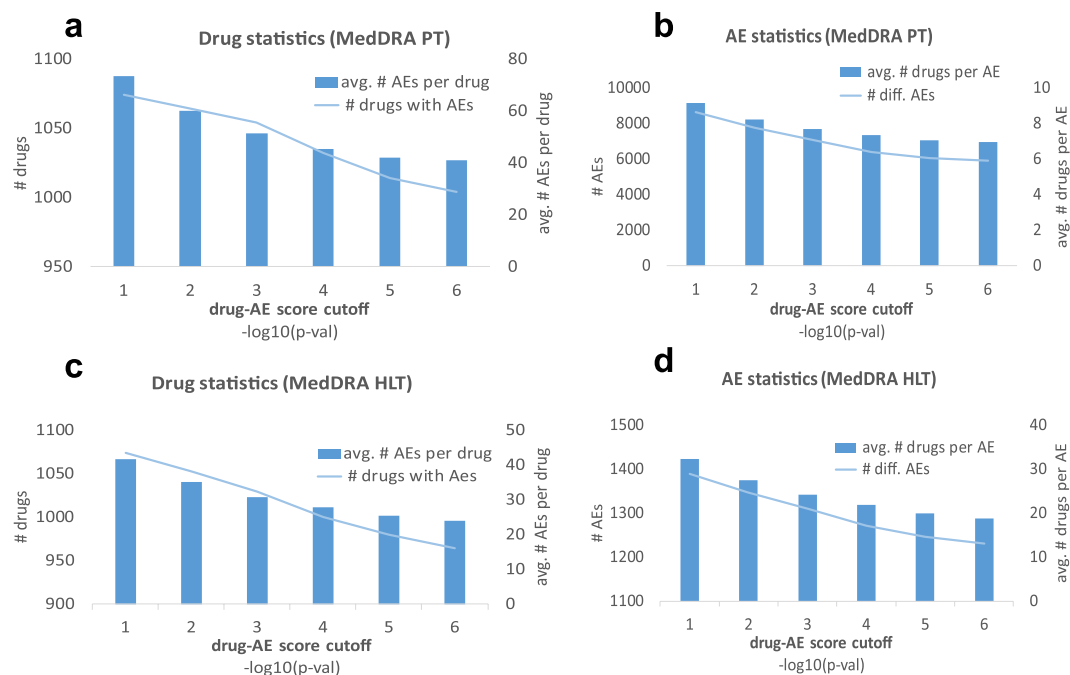 a
Drug statistics (MedDRA PT)
1100
1050
1000
950
# drugs
80
60
40
20
0
avg. # AEs per drug
avg. # AEs per drug
# drugs with AEs
1 2 3 4 5 6
drug-AE score cutoff
-log10(p-val)
b
AE statistics (MedDRA PT)
avg. # drugs per AE
# diff. AEs
10000
8000
6000
4000
2000
0
# AEs
10
8
6
4
2
0
avg. # drugs per AE
1 2 3 4 5 6
drug-AE score cutoff
-log10(p-val)
c
Drug statistics (MedDRA HLT)
1100
1050
1000
950
900
# drugs
50
40
30
20
10
0
avg. # AEs per drug
avg. # AEs per drug
# drugs with Aes
1 2 3 4 5 6
drug-AE score cutoff
-log10(p-val)
d
AE statistics (MedDRA HLT)
1500
1400
1300
1200
1100
# AEs
40
30
20
10
0
avg. # drugs per AE
avg. # drugs per AE
# diff. AEs
1 2 3 4 5 6
drug-AE score cutoff
-log10(p-val)